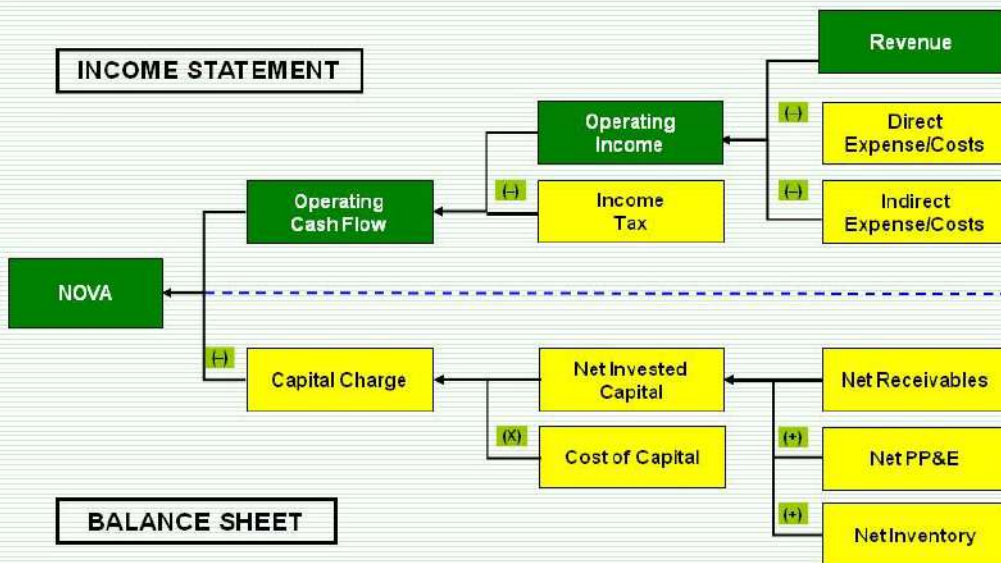 INCOME STATEMENT
Revenue
(–)
Direct
Expense/Costs
Operating
Income
(–)
Indirect
Expense/Costs
(–)
Income
Tax
Operating
Cash Flow
NOVA
(–)
Capital Charge
Net Invested
Capital
Net Receivables
(X)
Cost of Capital
(+)
Net PP&E
(+)
Net Inventory
BALANCE SHEET